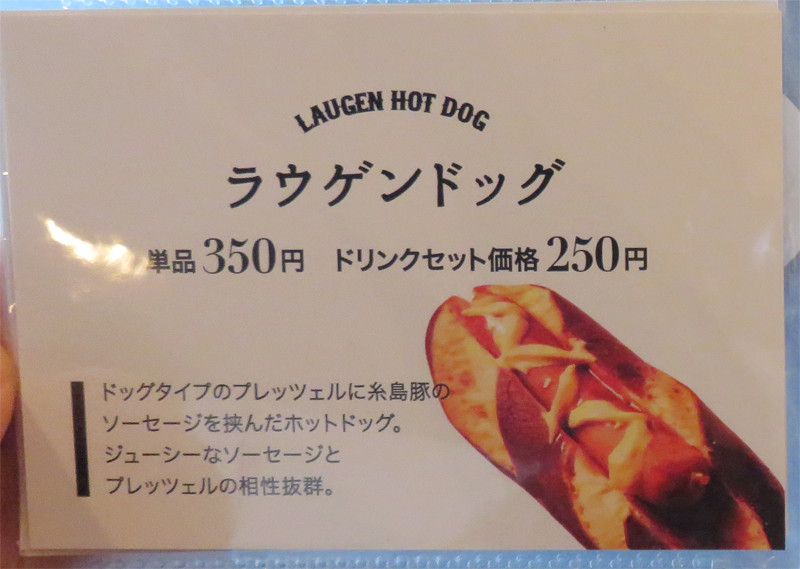 LAUGEN HOT DOG
ラウゲンドッグ
単品350円 ドリンクセット価格250円
ドッグタイプのプレッツェルに糸島豚の
ソーセージを挟んだホットドッグ。
ジューシーなソーセージと
プレッツェルの相性抜群。